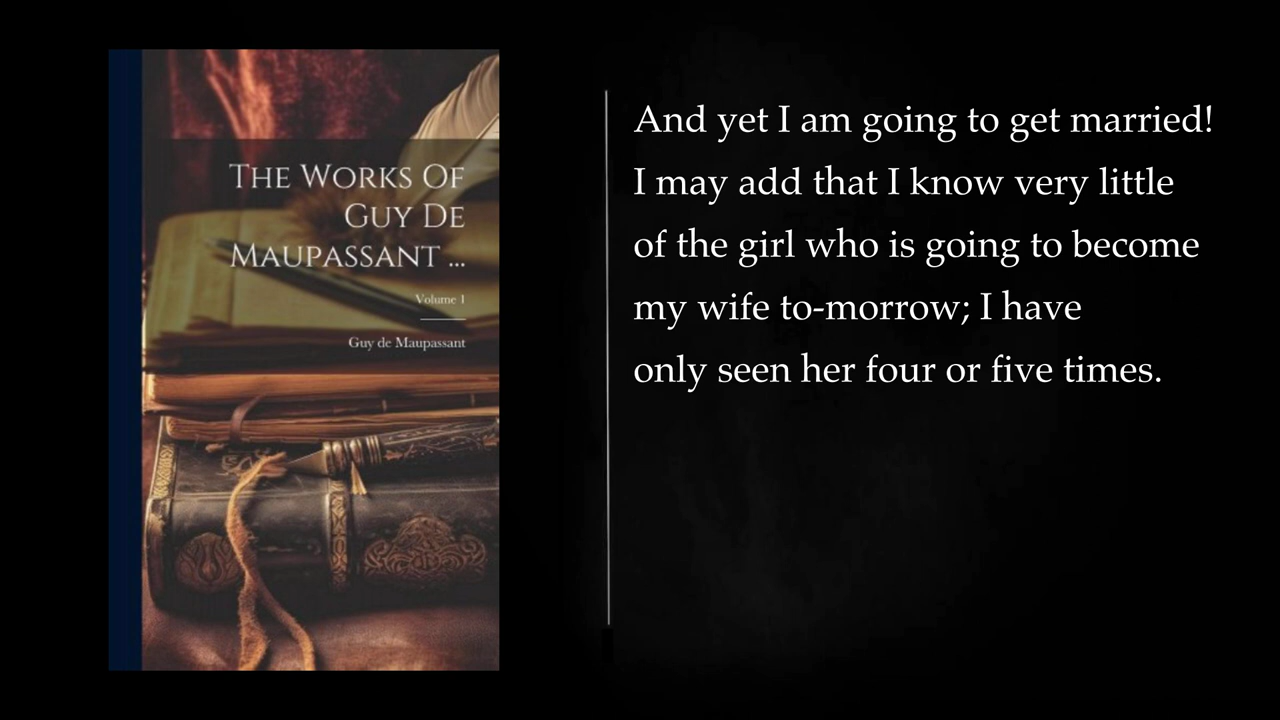 The Works Of
Guy De
Maupassant ...
Volume 1
Guy de Maupassant
And yet I am going to get married!
I may add that I know very little
of the girl who is going to become
my wife to-morrow; I have
only seen her four or five times.